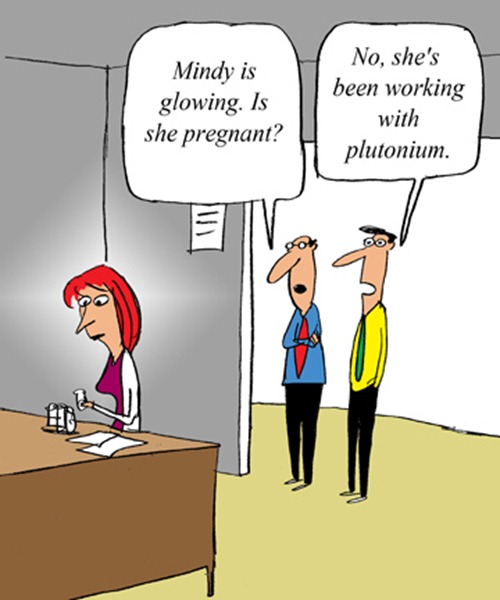 Mindy is
glowing. Is
she pregnant?
No, she's
been working
with
plutonium.